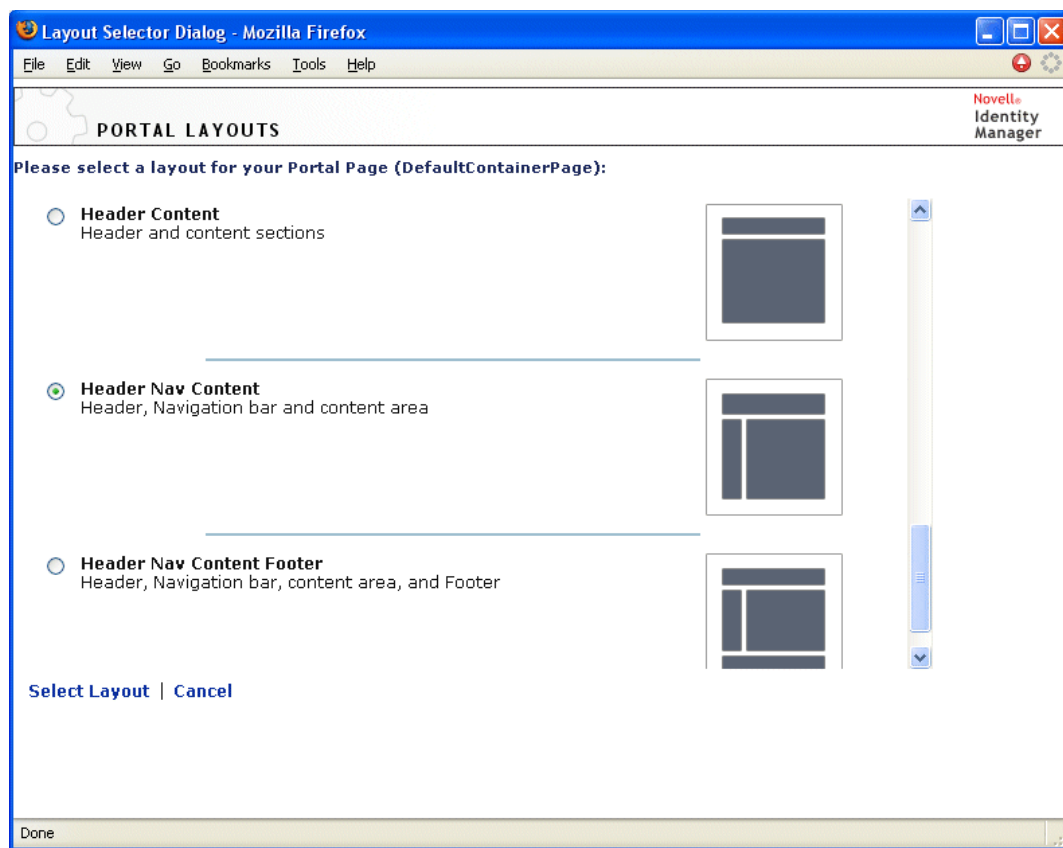 Layout Selector Dialog - Mozilla Firefox
File Edit View Go Bookmarks Tools Help
PORTAL LAYOUTS
Novell®
Identity
Manager
Please select a layout for your Portal Page (DefaultContainerPage):
Header Content
Header and content sections
Header Nav Content
Header, Navigation bar and content area
Header Nav Content Footer
Header, Navigation bar, content area, and Footer
Select Layout | Cancel
Done